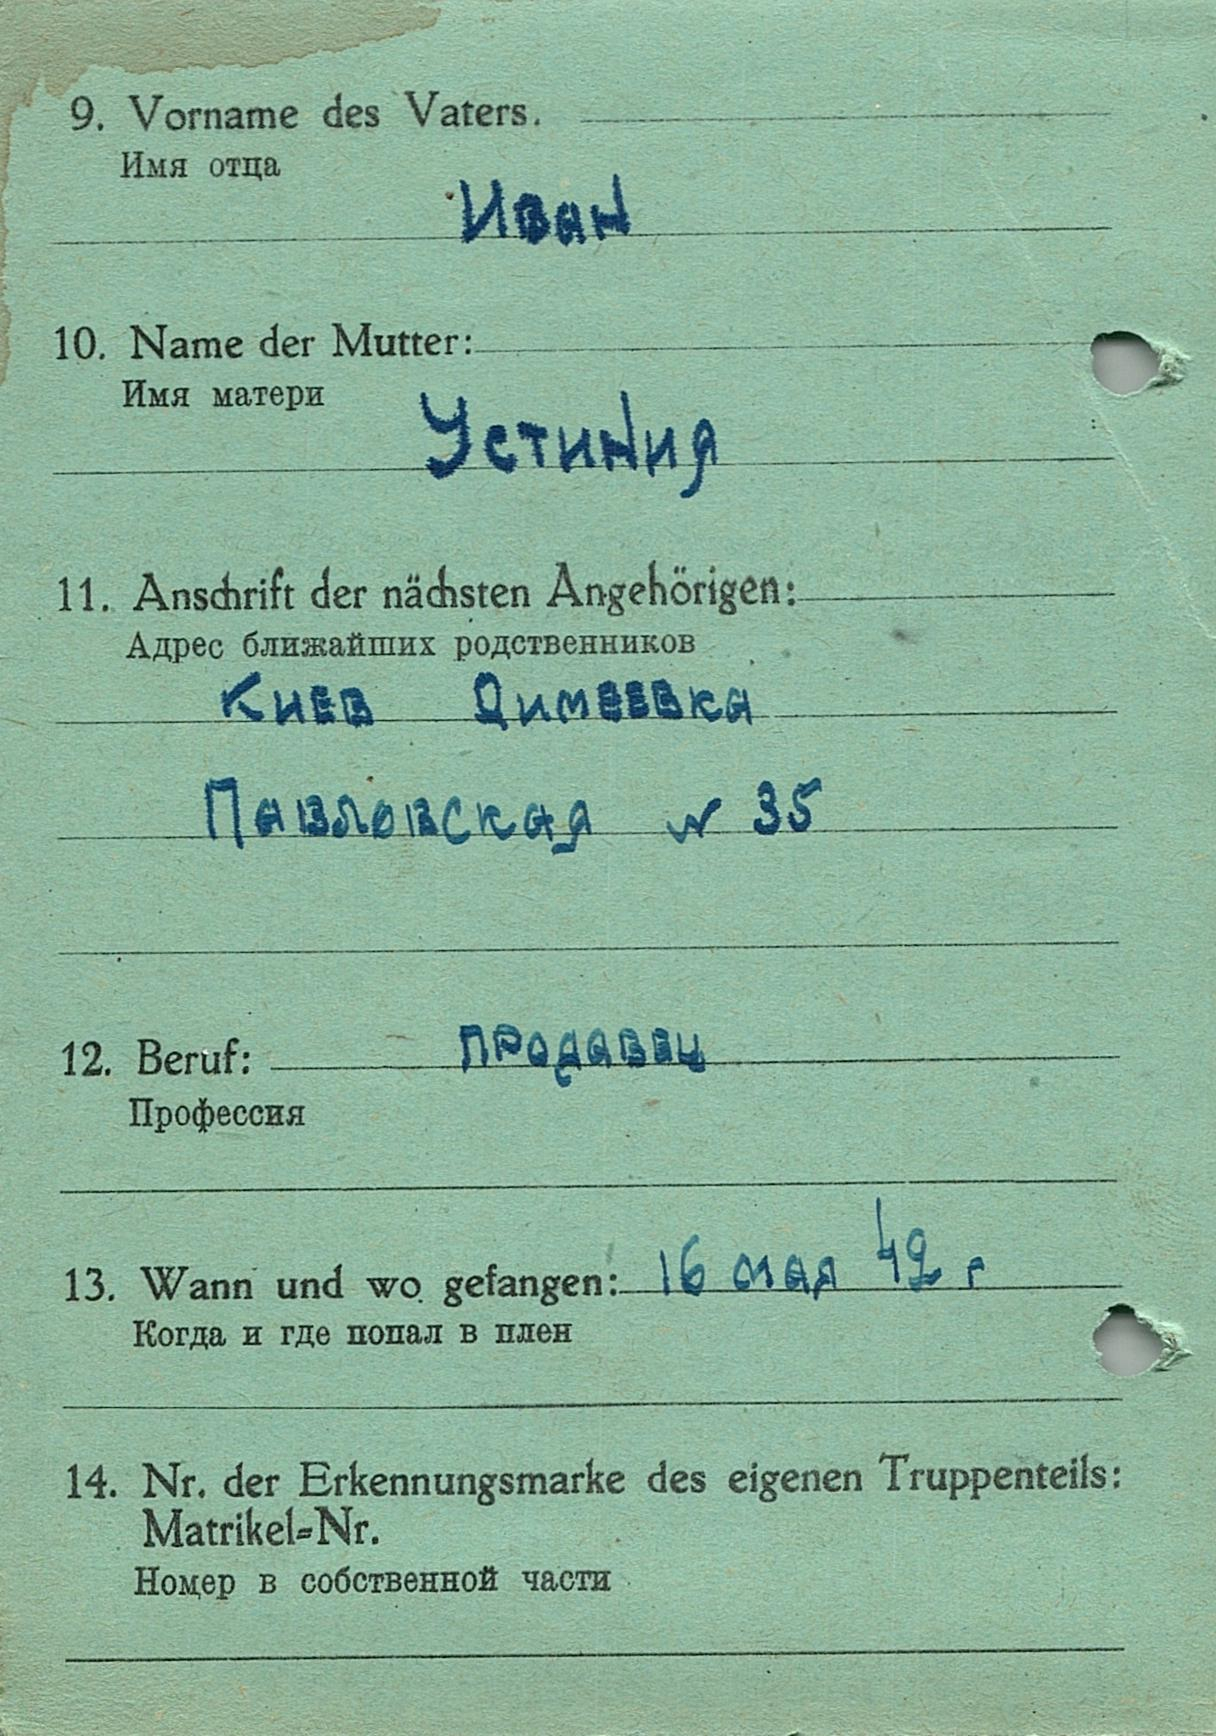 9. Vorname des Vaters.
Имя отца
Иван
10. Name der Mutter:
Имя матери
Устиния
11. Anschrift der nächsten Angehörigen:
Адрес ближайших родственников
Киев Димеевка
Павловская № 35
12. Beruf: продавец
Профессия
13. Wann und wo gefangen: 16 мая 42 г
Когда и где попал в плен
14. Nr. der Erkennungsmarke des eigenen Truppenteils:
Matrikel=Nr.
Номер в собственной части